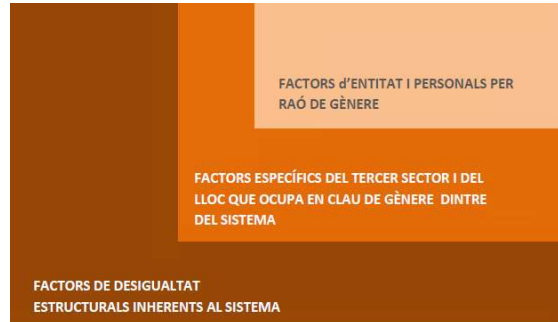 FACTORS d'ENTITAT I PERSONALS PER
RAÓ DE GÈNERE
FACTORS ESPECÍFICS DEL TERCER SECTOR I DEL
LLOC QUE OCUPA EN CLAU DE GÈNERE DINTRE
DEL SISTEMA
FACTORS DE DESIGUALTAT
ESTRUCTURALS INHERENTS AL SISTEMA